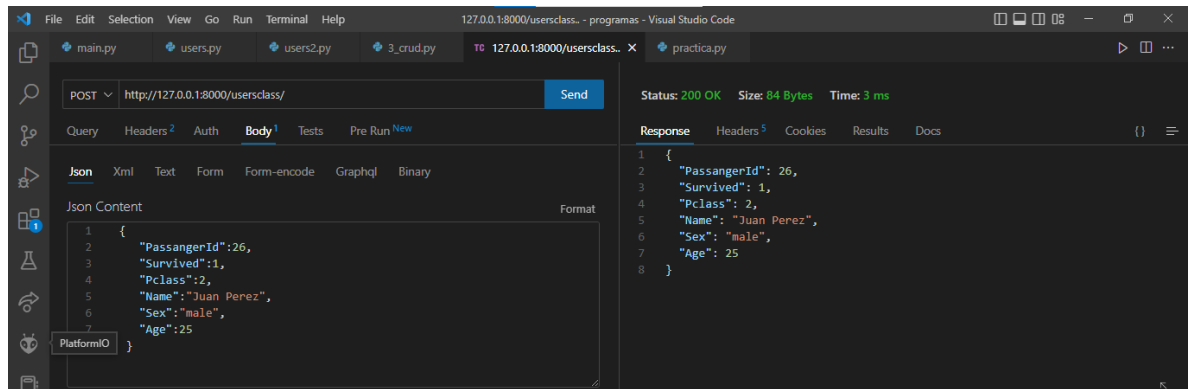 File Edit Selection View Go Run Terminal Help 127.0.0.1:8000/usersclass.. - programas - Visual Studio Code
main.py users.py users2.py 3_crud.py TC 127.0.0.1:8000/usersclass.. practica.py
POST http://127.0.0.1:8000/usersclass/ Send
Status: 200 OK Size: 84 Bytes Time: 3 ms
Query Headers 2 Auth Body 1 Tests Pre Run New
Response Headers 5 Cookies Results Docs {}
Json Xml Text Form Form-encode Graphql Binary
Json Content Format
1 {
2 "PassangerId":26,
3 "Survived":1,
4 "Pclass":2,
5 "Name":"Juan Perez",
6 "Sex":"male",
7 "Age":25
}
PlatformIO
1
1 {
2 "PassangerId": 26,
3 "Survived": 1,
4 "Pclass": 2,
5 "Name": "Juan Perez",
6 "Sex": "male",
7 "Age": 25
8 }